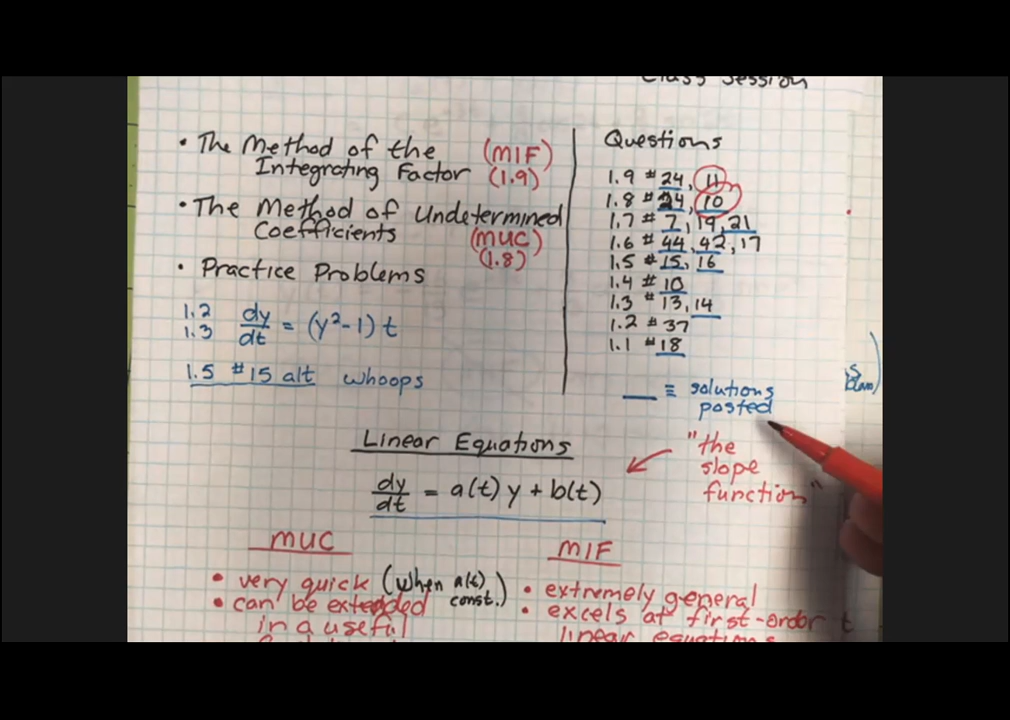 Class Session
• The Method of the (MIF)
Integrating Factor (1.9)
• The Method of Undetermined
Coefficients (MUC)
(1.8)
• Practice Problems
1.2
1.3 dy/dt = (y²-1) t
1.5 #15 alt whoops
Questions
1.9 #24, 11
1.8 #24, 10
1.7 # 7, 19, 21
1.6 # 44, 42, 17
1.5 #15, 16
1.4 # 10
1.3 #13, 14
1.2 #37
1.1 #18
≡ solutions
posted
Linear Equations
dy/dt = a(t) y + b(t)
"the
slope
function"
MUC
• very quick (when a(t)
• can be extended const.)
in a useful
MIF
• extremely general
• excels at first-order t
linear equations